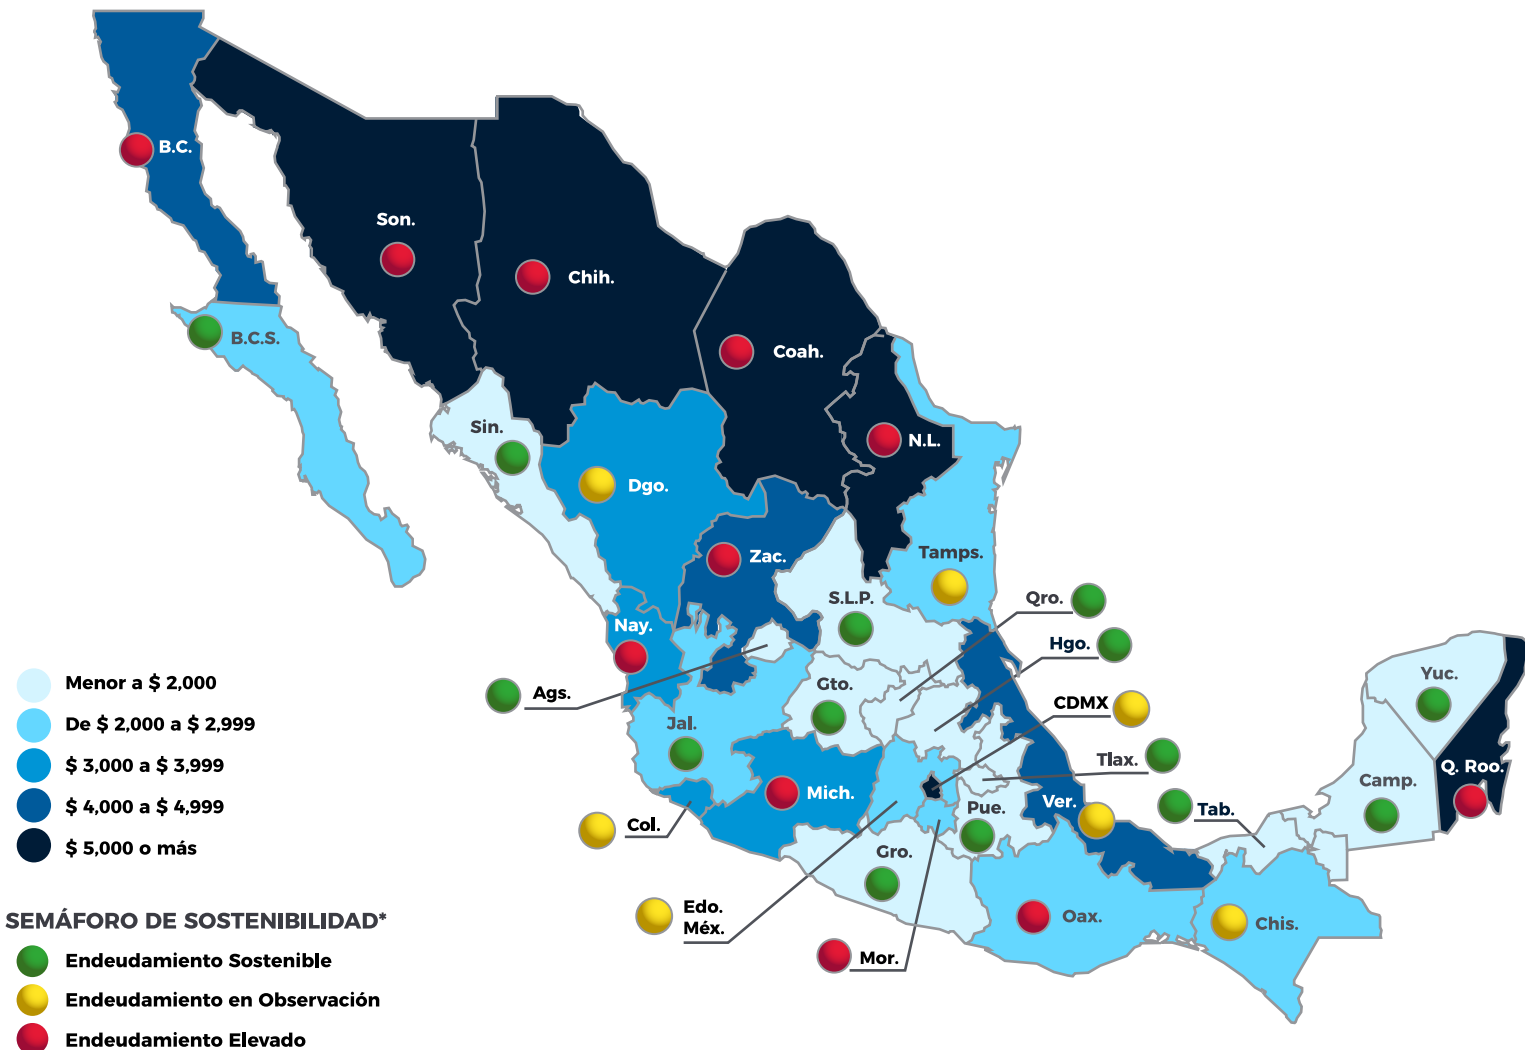 B.C.
Son.
Chih.
B.C.S.
Coah.
Sin.
N.L.
Dgo.
Zac.
Tamps.
S.L.P.
Qro.
Nay.
Hgo.
Ags.
Gto.
CDMX
Yuc.
Jal.
Tlax.
Q. Roo.
Mich.
Camp.
Pue.
Ver.
Tab.
Col.
Gro.
Edo.
Méx.
Oax.
Chis.
Mor.
Menor a $ 2,000
De $ 2,000 a $ 2,999
$ 3,000 a $ 3,999
$ 4,000 a $ 4,999
$ 5,000 o más
SEMÁFORO DE SOSTENIBILIDAD*
Endeudamiento Sostenible
Endeudamiento en Observación
Endeudamiento Elevado